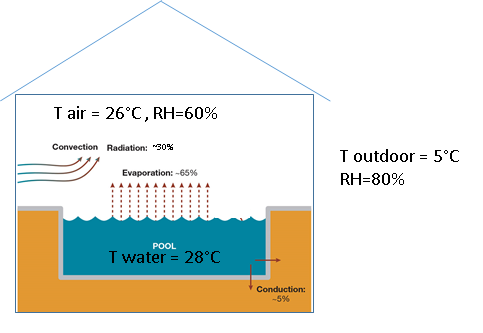 T air = 26°C , RH=60%
Convection Radiation: ~30%
Evaporation: ~65%
T outdoor = 5°C
RH=80%
POOL
T water = 28°C
Conduction:
~5%